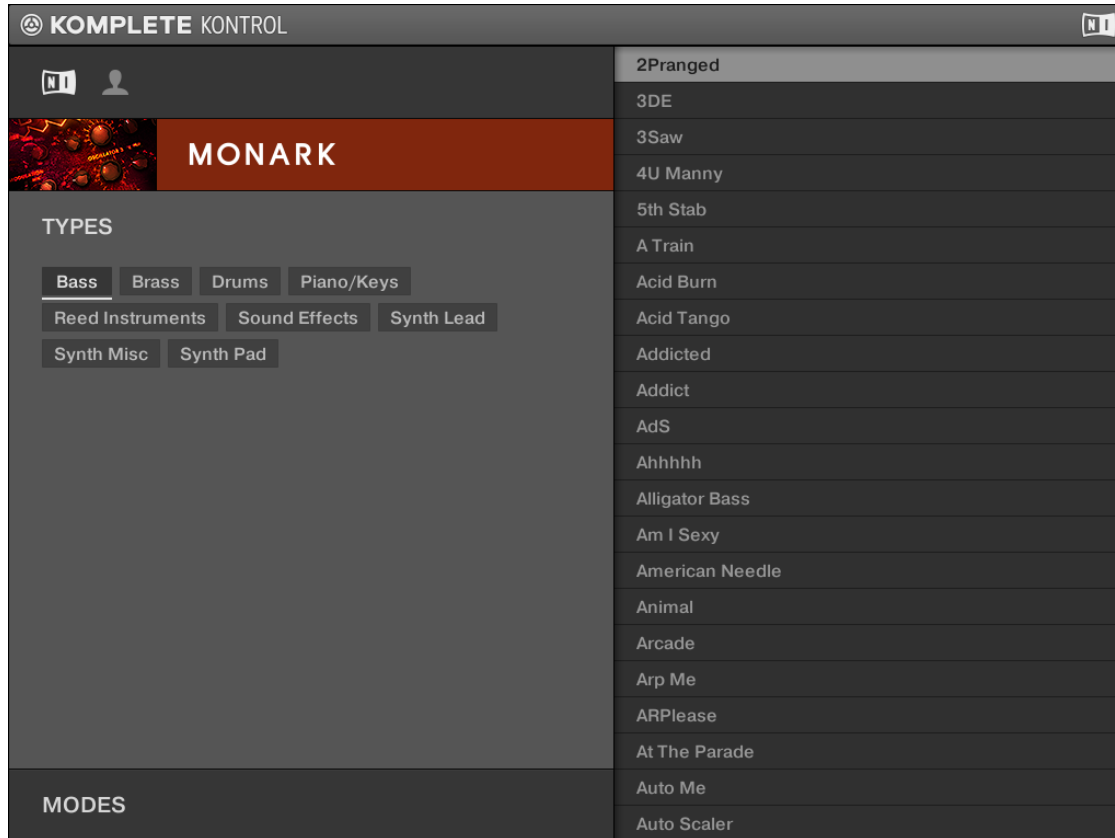 KOMPLETE KONTROL
NI
NI
MONARK
TYPES
Bass Brass Drums Piano/Keys
Reed Instruments Sound Effects Synth Lead
Synth Misc Synth Pad
MODES
2Pranged
3DE
3Saw
4U Manny
5th Stab
A Train
Acid Burn
Acid Tango
Addicted
Addict
AdS
Ahhhhh
Alligator Bass
Am I Sexy
American Needle
Animal
Arcade
Arp Me
ARPlease
At The Parade
Auto Me
Auto Scaler